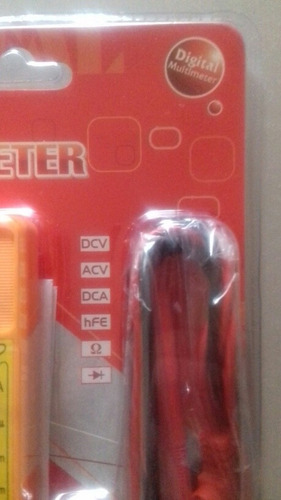 Digital
Multimeter
ETER
DCV
ACV
DCA
hFE
Ω